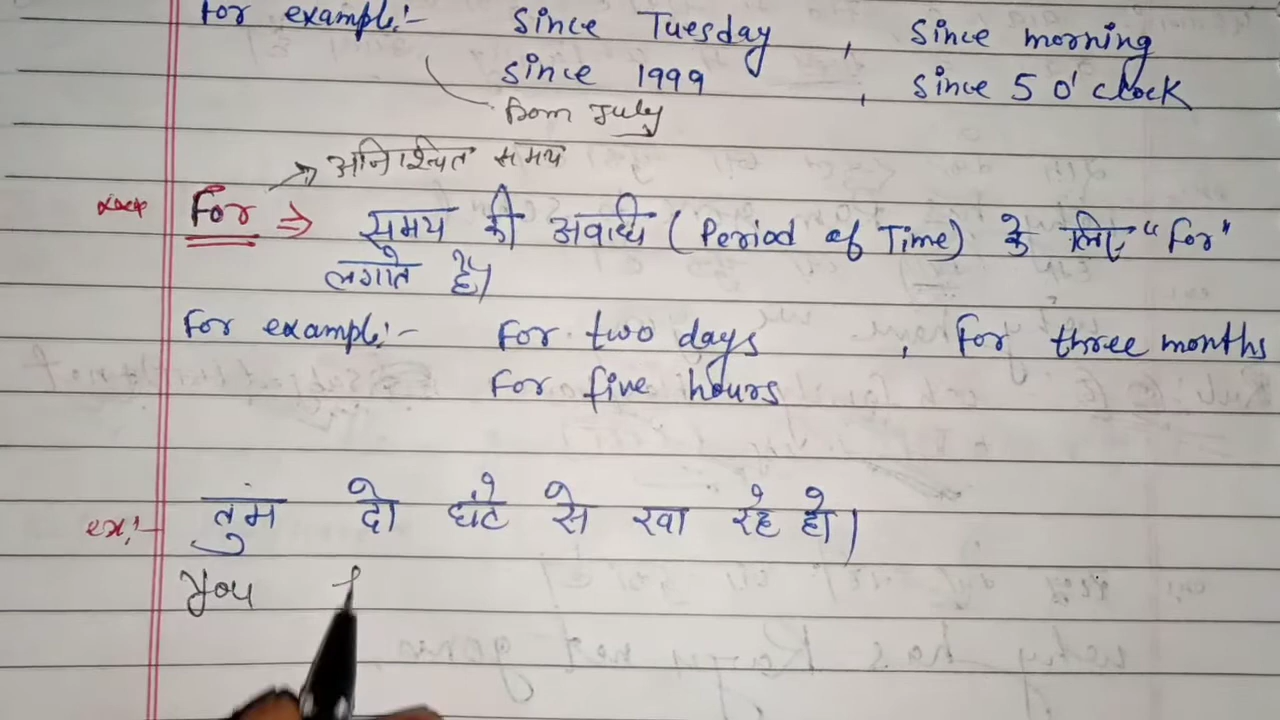 For example:- Since Tuesday , Since morning
Since 1999 , Since 5 o'clock
from July
→ अनिश्चित समय
For ⇒ समय की अवधि (Period of Time) के लिए "for"
लगाते है।
For example:- For two days , For three months
For five hours
ex:- तुम दो घंटे से खा रहे हो।
You